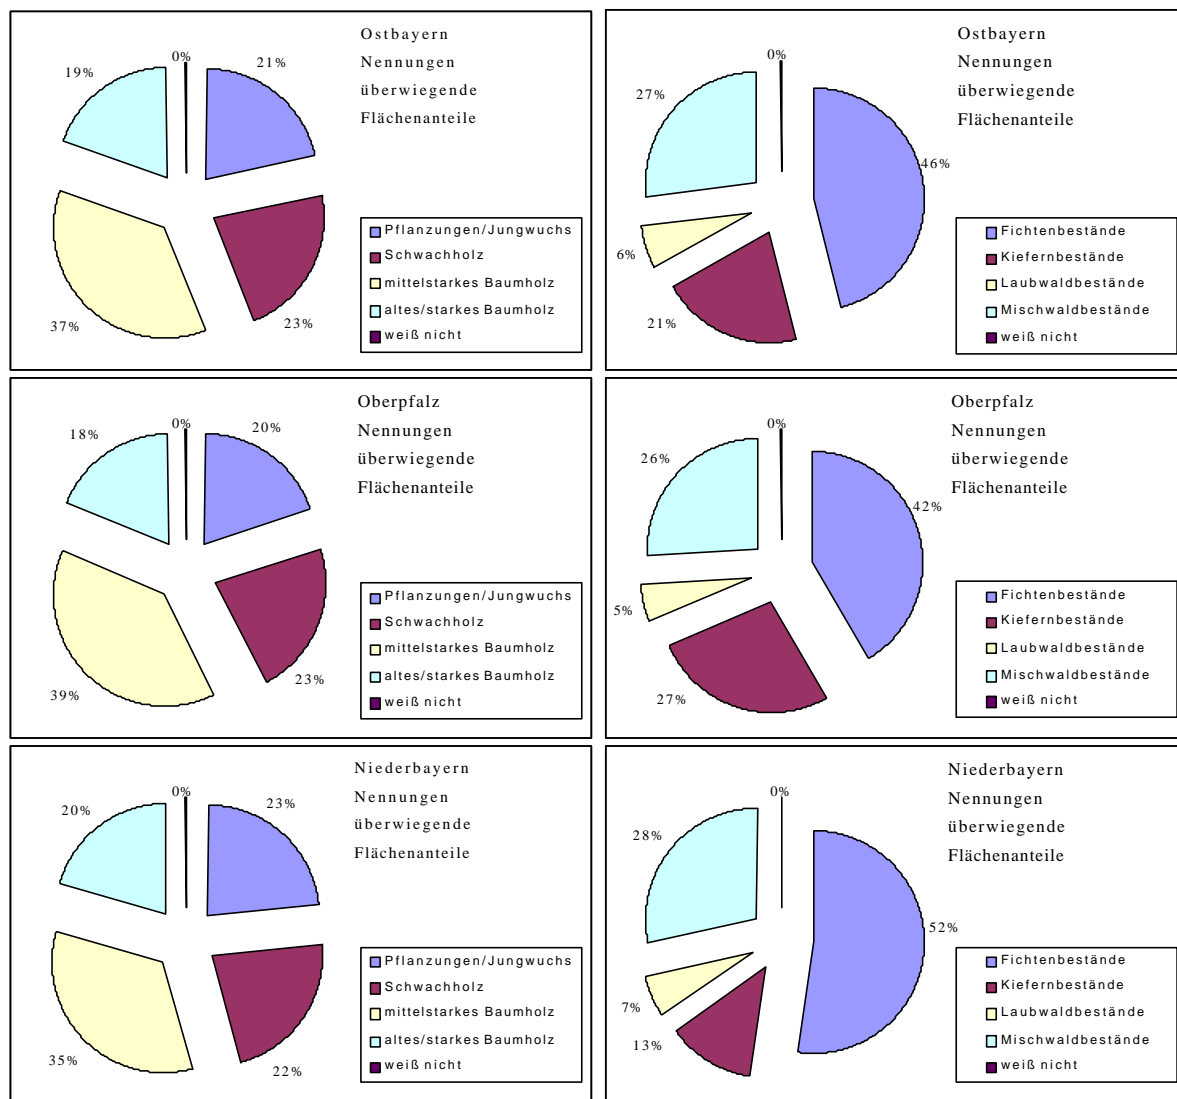 Ostbayern
Nennungen
überwiegende
Flächenanteile
0%
21%
19%
37%
23%
Pflanzungen/Jungwuchs
Schwachholz
mittelstarkes Baumholz
altes/starkes Baumholz
weiß nicht
Ostbayern
Nennungen
überwiegende
Flächenanteile
0%
27%
46%
6%
21%
Fichtenbestände
Kiefernbestände
Laubwaldbestände
Mischwaldbestände
weiß nicht
Oberpfalz
Nennungen
überwiegende
Flächenanteile
0%
20%
18%
39%
23%
Pflanzungen/Jungwuchs
Schwachholz
mittelstarkes Baumholz
altes/starkes Baumholz
weiß nicht
Oberpfalz
Nennungen
überwiegende
Flächenanteile
0%
26%
42%
5%
27%
Fichtenbestände
Kiefernbestände
Laubwaldbestände
Mischwaldbestände
weiß nicht
Niederbayern
Nennungen
überwiegende
Flächenanteile
0%
23%
20%
35%
22%
Pflanzungen/Jungwuchs
Schwachholz
mittelstarkes Baumholz
altes/starkes Baumholz
weiß nicht
Niederbayern
Nennungen
überwiegende
Flächenanteile
0%
28%
52%
7%
13%
Fichtenbestände
Kiefernbestände
Laubwaldbestände
Mischwaldbestände
weiß nicht